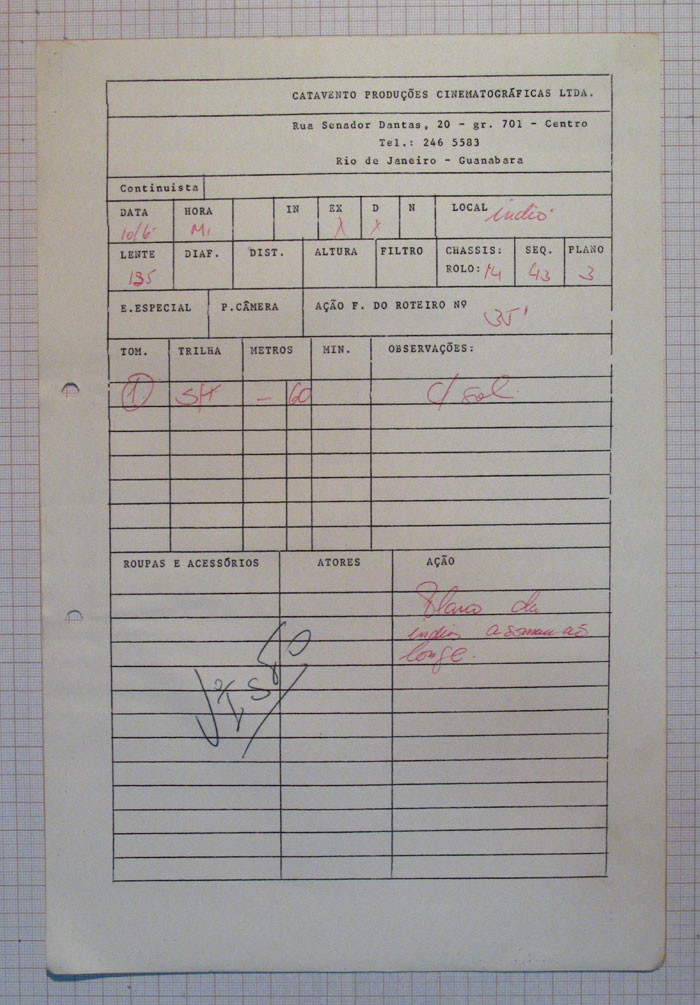 CATAVENTO PRODUÇÕES CINEMATOGRÁFICAS LTDA.
Rua Senador Dantas, 20 - gr. 701 - Centro
Tel.: 246 5583
Rio de Janeiro - Guanabara
Continuista
DATA HORA IN EX D N LOCAL
10/6 M1 X X
LENTE DIAF. DIST. ALTURA FILTRO CHASSIS: SEQ. PLANO
135 ROLO: 14 43 3
E.ESPECIAL P.CÂMERA AÇÃO F. DO ROTEIRO Nº
35'
TOM. TRILHA METROS MIN. OBSERVAÇÕES:
1 S/H - 60 c/ sol
ROUPAS E ACESSÓRIOS ATORES AÇÃO
Plano de
longe.